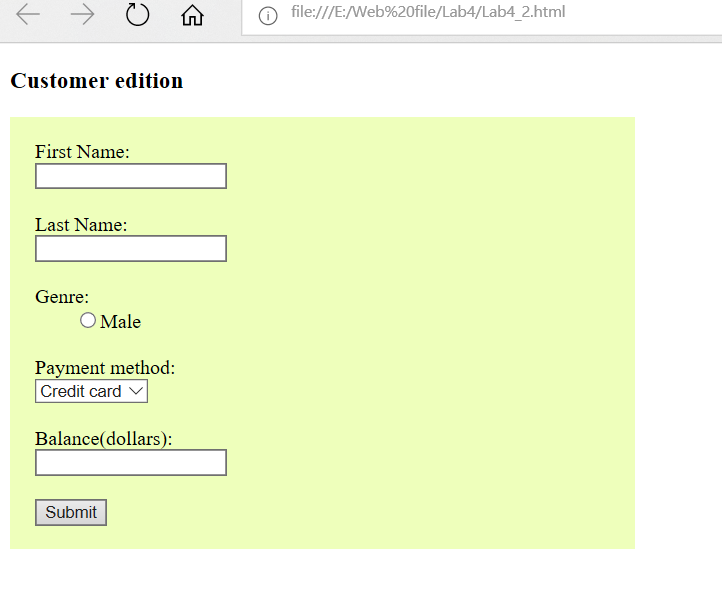 file:///E:/Web%20file/Lab4/Lab4_2.html
Customer edition
First Name:
Last Name:
Genre:
Male
Payment method:
Credit card
Balance(dollars):
Submit